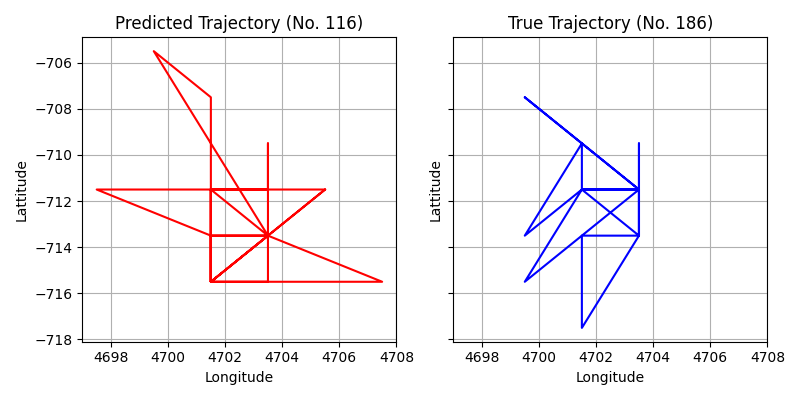 Predicted Trajectory (No. 116)
True Trajectory (No. 186)
Lattitude
−706
−708
−710
−712
−714
−716
−718
4698 4700 4702 4704 4706 4708
Longitude
Lattitude
4698 4700 4702 4704 4706 4708
Longitude